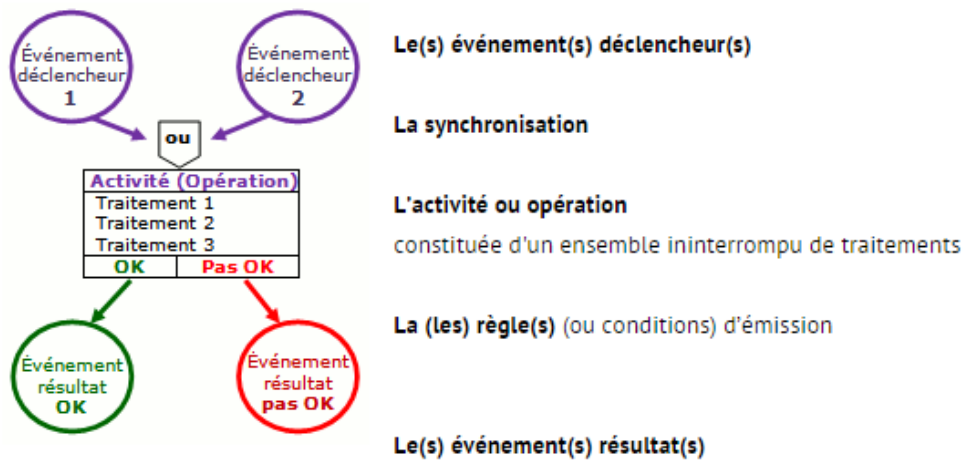 Événement
déclencheur
1
Événement
déclencheur
2
Le(s) événement(s) déclencheur(s)
ou
La synchronisation
Activité (Opération)
Traitement 1
Traitement 2
Traitement 3
OK
Pas OK
L'activité ou opération
constituée d'un ensemble ininterrompu de traitements
La (les) règle(s) (ou conditions) d'émission
Événement
résultat
OK
Événement
résultat
pas OK
Le(s) événement(s) résultat(s)